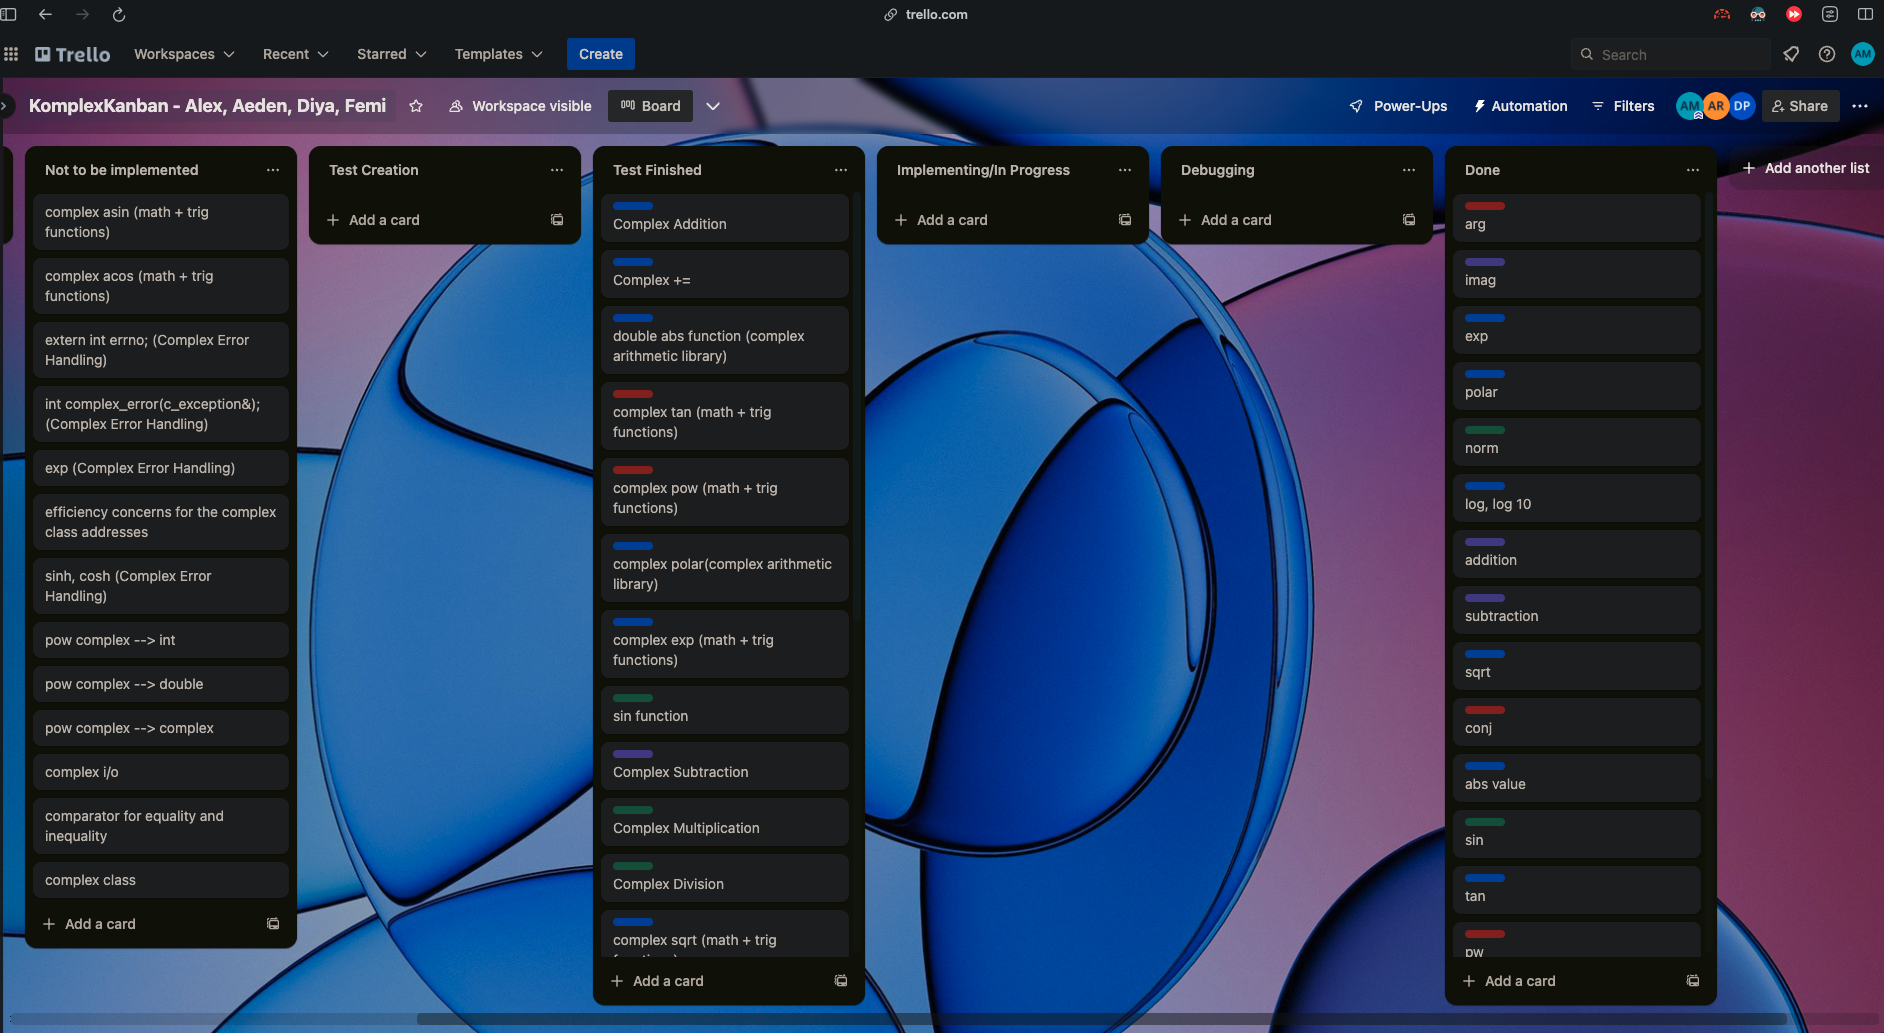 trello.com
Trello
Workspaces
Recent
Starred
Templates
Create
Search
AM
KomplexKanban - Alex, Aeden, Diya, Femi
Workspace visible
Board
Power-Ups
Automation
Filters
AM
AR
DP
Share
Not to be implemented
complex asin (math + trig
functions)
complex acos (math + trig
functions)
extern int errno; (Complex Error
Handling)
int complex_error(c_exception&);
(Complex Error Handling)
exp (Complex Error Handling)
efficiency concerns for the complex
class addresses
sinh, cosh (Complex Error
Handling)
pow complex --> int
pow complex --> double
pow complex --> complex
complex i/o
comparator for equality and
inequality
complex class
Add a card
Test Creation
Add a card
Test Finished
Complex Addition
Complex +=
double abs function (complex
arithmetic library)
complex tan (math + trig
functions)
complex pow (math + trig
functions)
complex polar(complex arithmetic
library)
complex exp (math + trig
functions)
sin function
Complex Subtraction
Complex Multiplication
Complex Division
complex sqrt (math + trig
Add a card
Implementing/In Progress
Add a card
Debugging
Add a card
Done
arg
imag
exp
polar
norm
log, log 10
addition
subtraction
sqrt
conj
abs value
sin
tan
pw
Add a card
Add another list